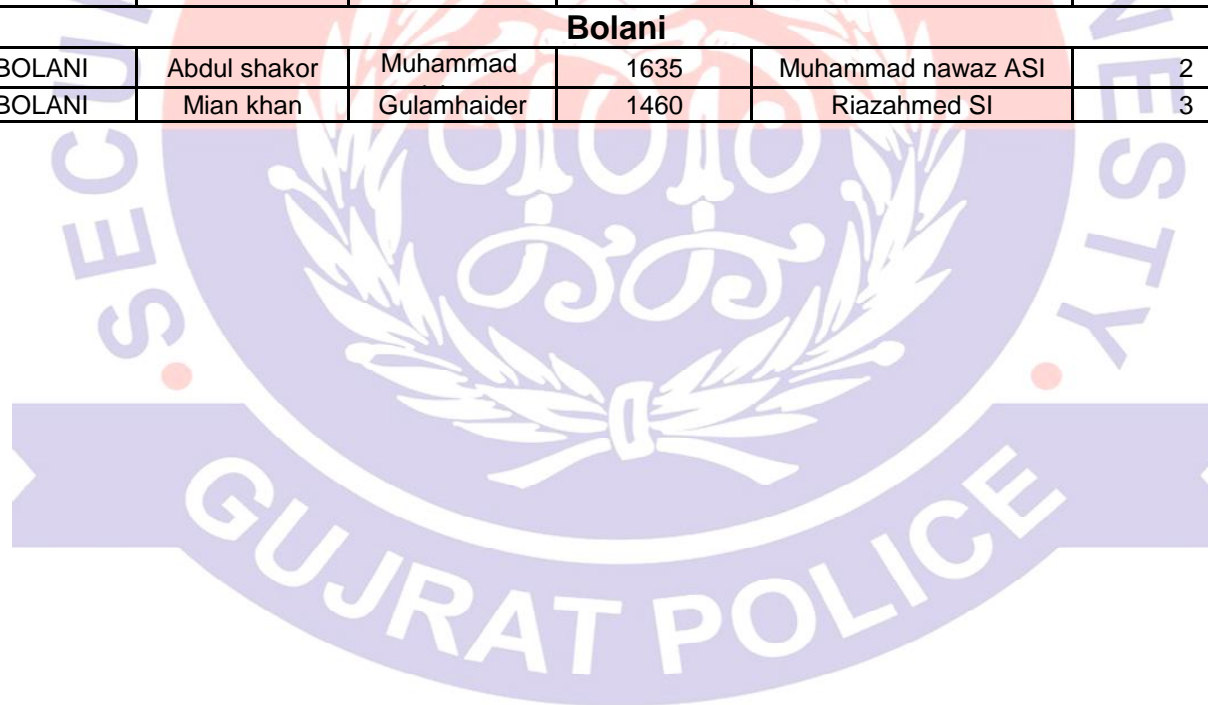 Bolani
BOLANI Abdul shakor Muhammad 1635 Muhammad nawaz ASI 2
BOLANI Mian khan Gulamhaider 1460 Riazahmed SI 3
GUJRAT POLICE